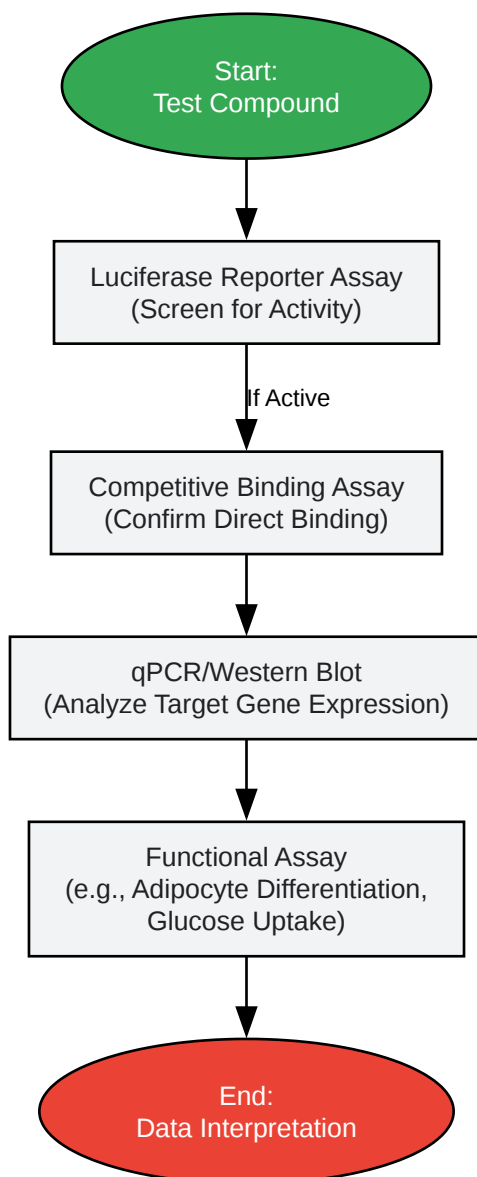 Start:
Test Compound
Luciferase Reporter Assay
(Screen for Activity)
If Active
Competitive Binding Assay
(Confirm Direct Binding)
qPCR/Western Blot
(Analyze Target Gene Expression)
Functional Assay
(e.g., Adipocyte Differentiation,
Glucose Uptake)
End:
Data Interpretation